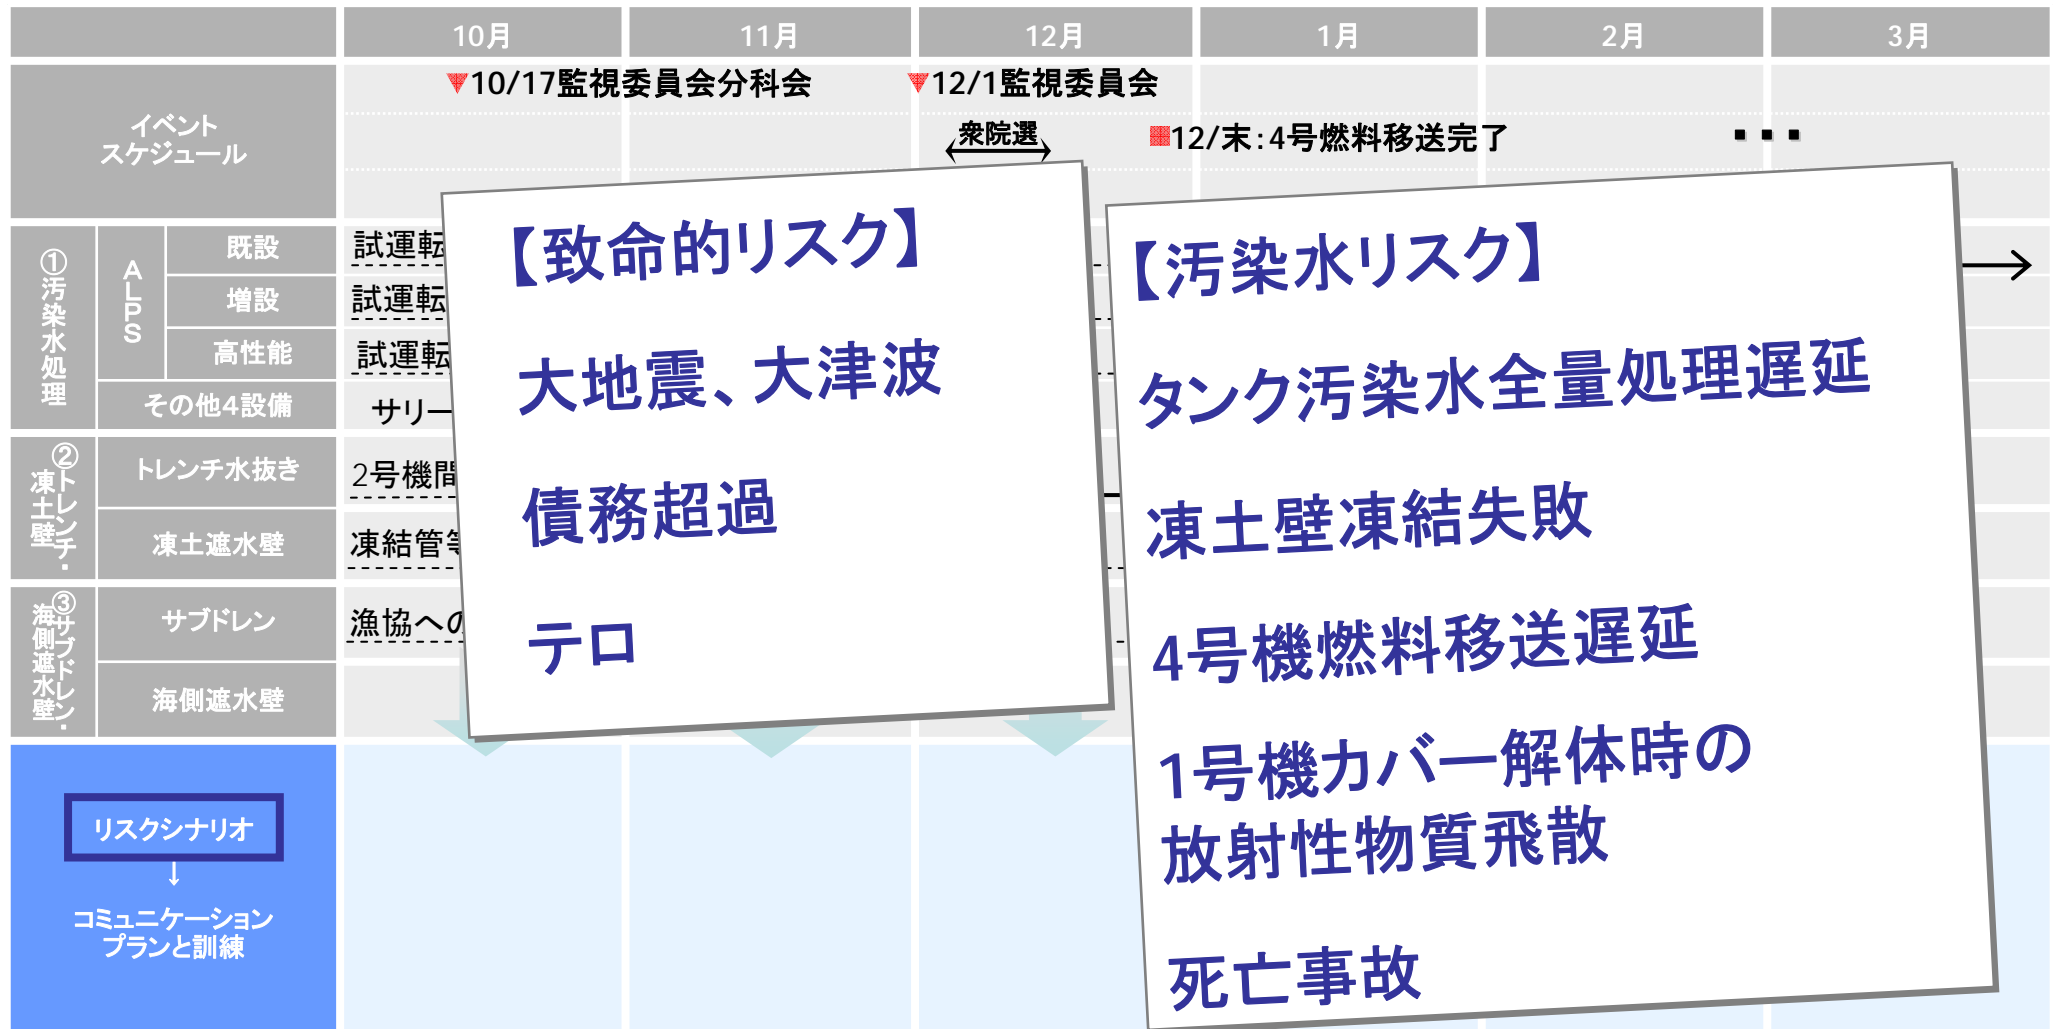 10月 11月 12月 1月 2月 3月
イベント
スケジュール
▼10/17監視委員会分科会 ▼12/1監視委員会
衆院選
■12/末：4号燃料移送完了 ・・・
①汚染水処理
ALPS
既設 試運転
増設 試運転
高性能 試運転
その他4設備 サリー
②トレンチ・凍土壁
トレンチ水抜き 2号機間
凍土遮水壁 凍結管等
③サブドレン・海側遮水壁
サブドレン 漁協への
海側遮水壁
リスクシナリオ
↓
コミュニケーション
プランと訓練
【致命的リスク】
大地震、大津波
債務超過
テロ
【汚染水リスク】
タンク汚染水全量処理遅延
凍土壁凍結失敗
4号機燃料移送遅延
1号機カバー解体時の
放射性物質飛散
死亡事故